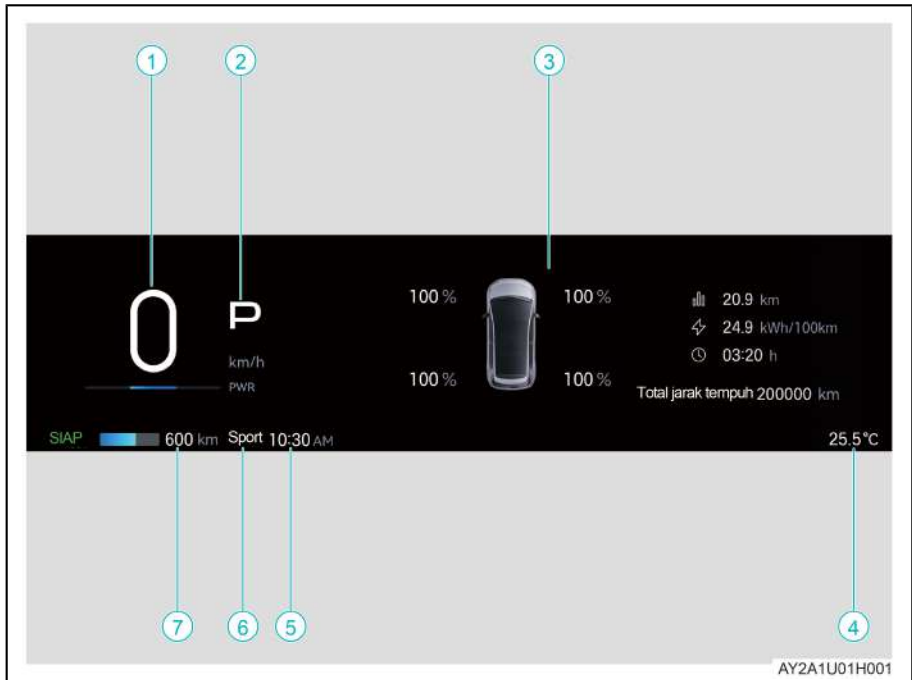 1 2 3
0 P
km/h
PWR
100 % 100 %
100 % 100 %
20.9 km
24.9 kWh/100km
03:20 h
Total jarak tempuh 200000 km
SIAP 600 km Sport 10:30 AM 25.5°C
7 6 5 4
AY2A1U01H001